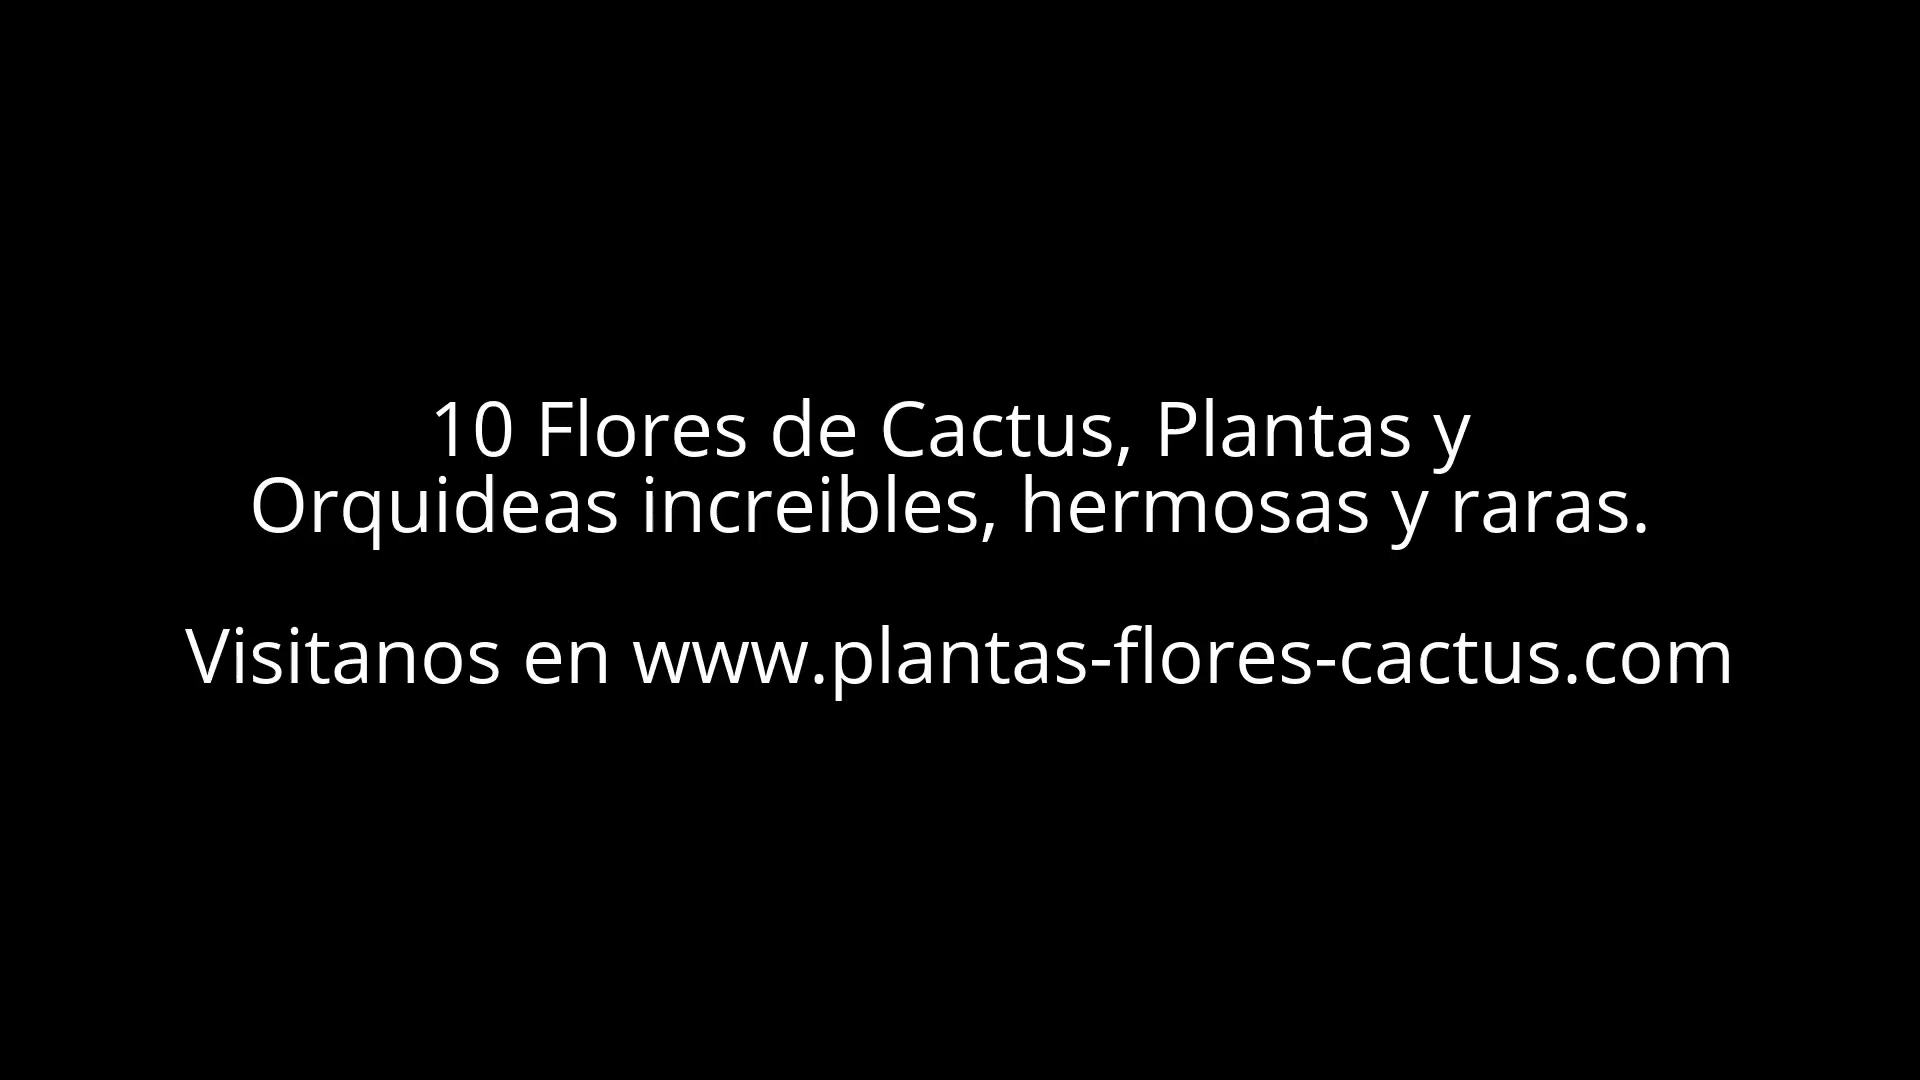 10 Flores de Cactus, Plantas y
Orquideas increibles, hermosas y raras.
Visitanos en www.plantas-flores-cactus.com